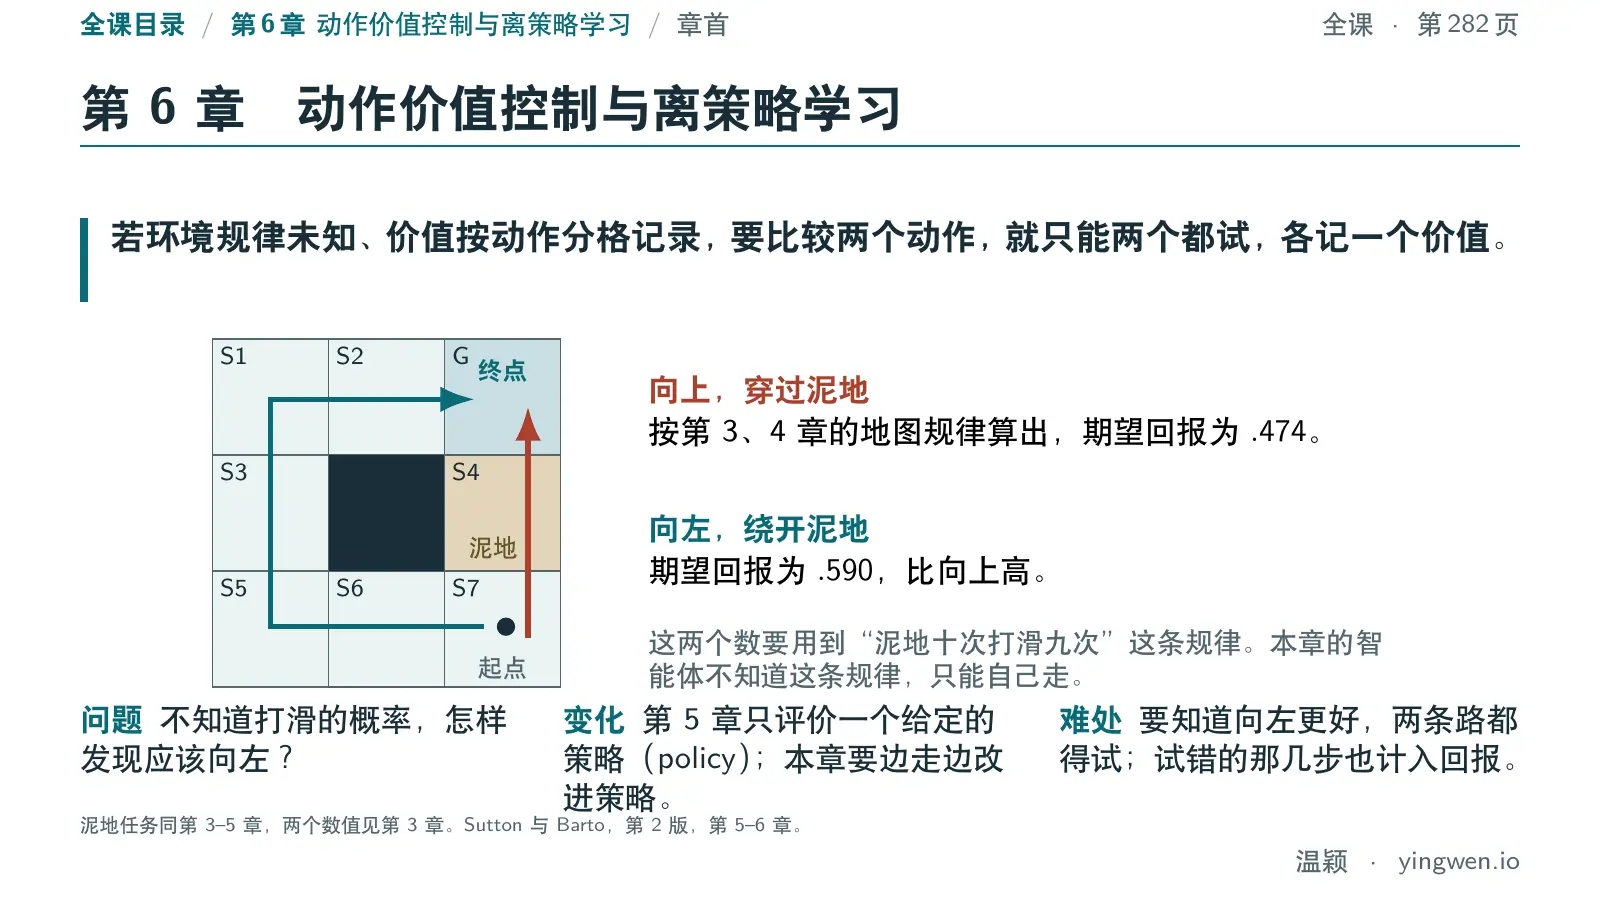 全课目录 / 第 6 章 动作价值控制与离策略学习 / 章首
全课 · 第 282 页
第 6 章 动作价值控制与离策略学习
若环境规律未知、价值按动作分格记录，要比较两个动作，就只能两个都试，各记一个价值。
S1 S2 G 终点
S3 S4 泥地
S5 S6 S7 起点
向上，穿过泥地
按第 3、4 章的地图规律算出，期望回报为 .474。
向左，绕开泥地
期望回报为 .590，比向上高。
这两个数要用到“泥地十次打滑九次”这条规律。本章的智
能体不知道这条规律，只能自己走。
问题 不知道打滑的概率，怎样
发现应该向左？
变化 第 5 章只评价一个给定的
策略（policy）；本章要边走边改
进策略。
难处 要知道向左更好，两条路都
得试；试错的那几步也计入回报。
泥地任务同第 3–5 章，两个数值见第 3 章。Sutton 与 Barto，第 2 版，第 5–6 章。
温颖 · yingwen.io